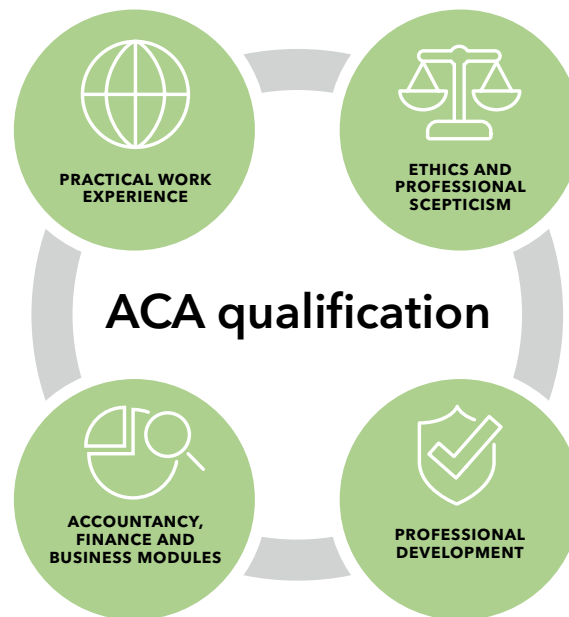 PRACTICAL WORK
EXPERIENCE
ETHICS AND
PROFESSIONAL
SCEPTICISM
ACA qualification
ACCOUNTANCY,
FINANCE AND
BUSINESS MODULES
PROFESSIONAL
DEVELOPMENT